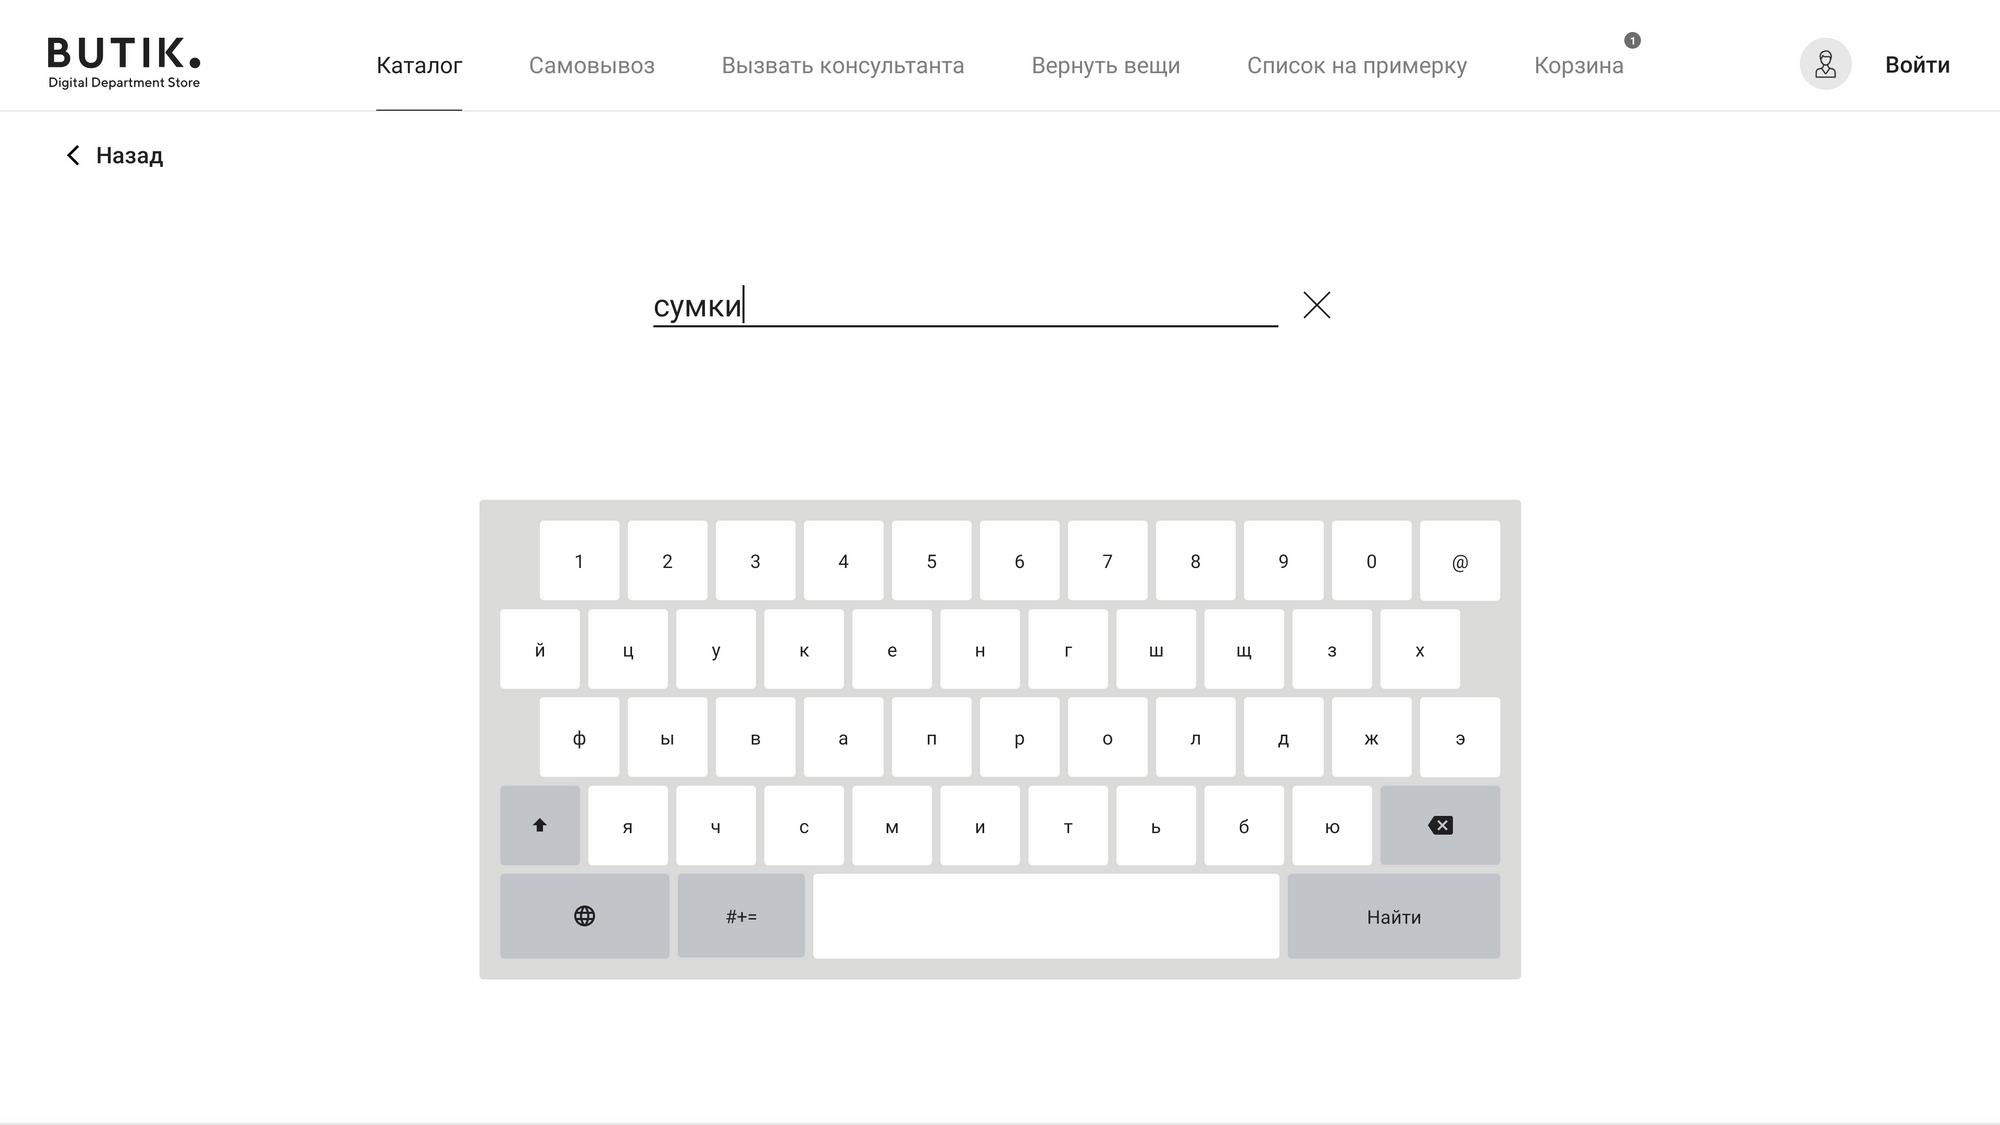 BUTIK.
Digital Department Store
Каталог
Самовывоз
Вызвать консультанта
Вернуть вещи
Список на примерку
Корзина
1
Войти
Назад
сумки
1 2 3 4 5 6 7 8 9 0 @
й ц у к е н г ш щ з х
ф ы в а п р о л д ж э
я ч с м и т ь б ю
#+= Найти